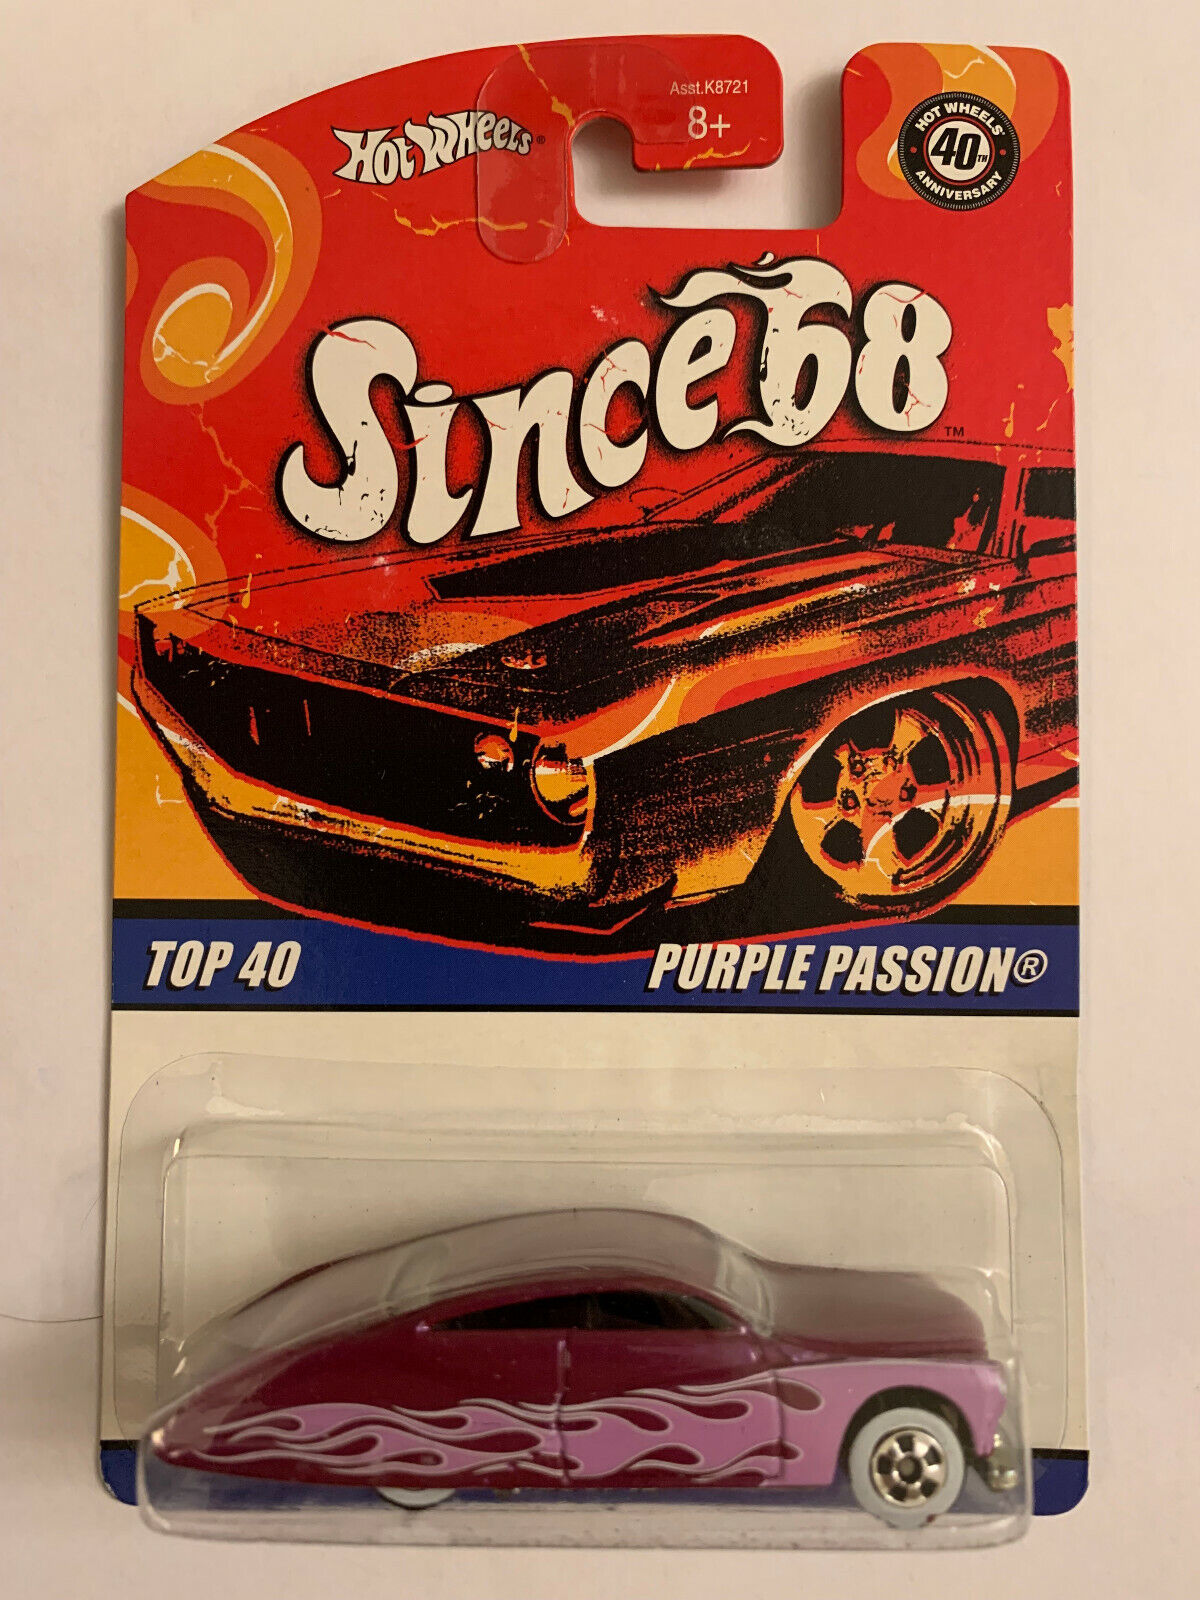 Hot Wheels®
Asst.K8721
8+
HOT WHEELS®
40TH
ANNIVERSARY
Since '68™
TOP 40
PURPLE PASSION®